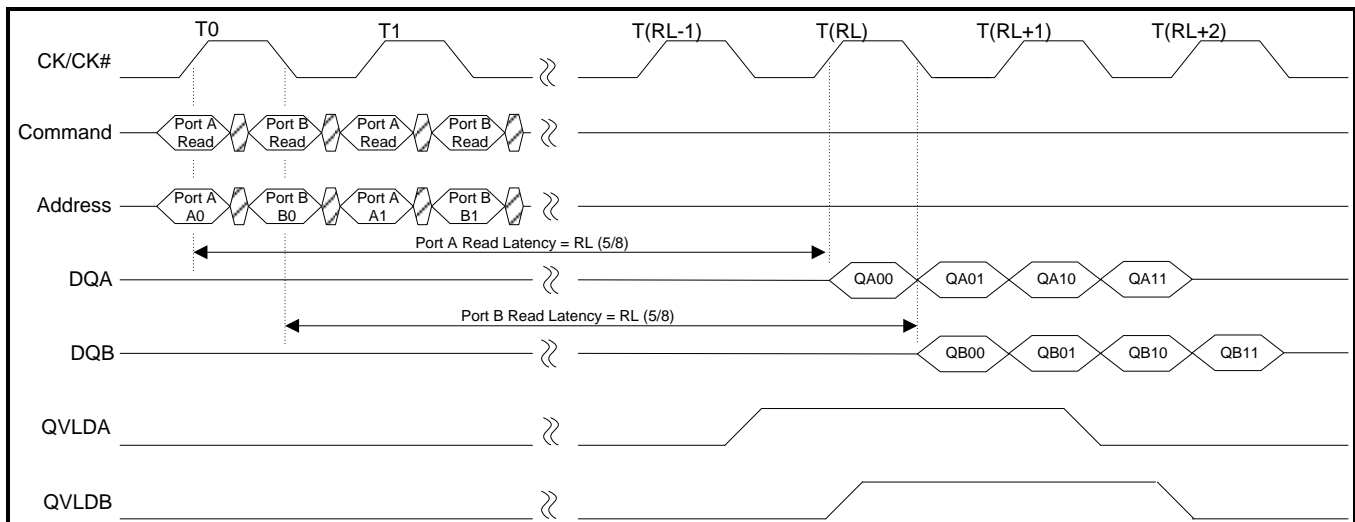 T0 T1 T(RL-1) T(RL) T(RL+1) T(RL+2)
CK/CK#
Command
Port A Read
Port B Read
Port A Read
Port B Read
Address
Port A A0
Port B B0
Port A A1
Port B B1
Port A Read Latency = RL (5/8)
DQA
QA00 QA01 QA10 QA11
Port B Read Latency = RL (5/8)
DQB
QB00 QB01 QB10 QB11
QVLDA
QVLDB